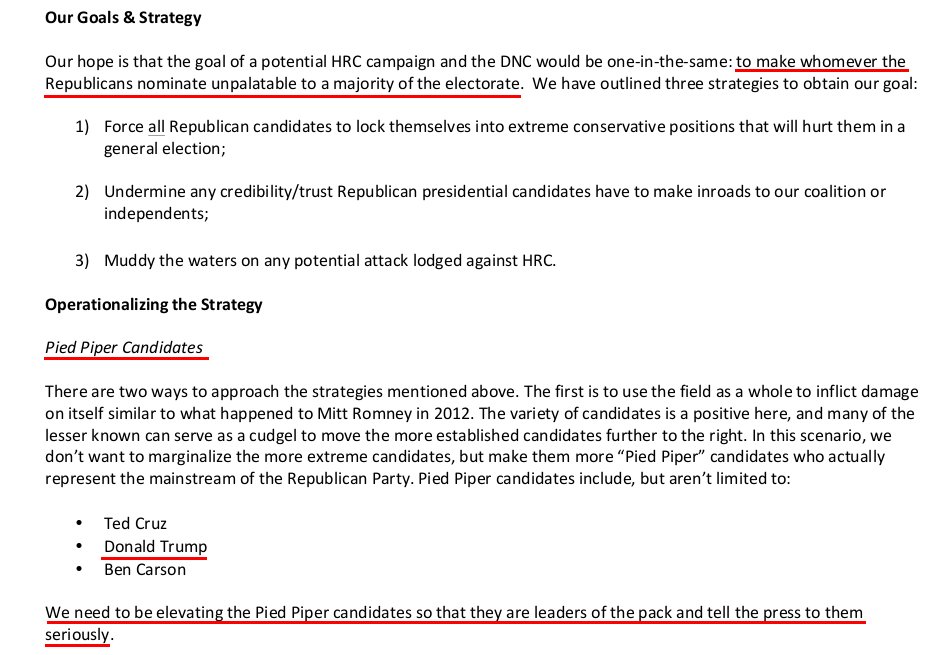 Our Goals & Strategy
Our hope is that the goal of a potential HRC campaign and the DNC would be one-in-the-same: to make whomever the
Republicans nominate unpalatable to a majority of the electorate. We have outlined three strategies to obtain our goal:
1) Force all Republican candidates to lock themselves into extreme conservative positions that will hurt them in a
general election;
2) Undermine any credibility/trust Republican presidential candidates have to make inroads to our coalition or
independents;
3) Muddy the waters on any potential attack lodged against HRC.
Operationalizing the Strategy
Pied Piper Candidates
There are two ways to approach the strategies mentioned above. The first is to use the field as a whole to inflict damage
on itself similar to what happened to Mitt Romney in 2012. The variety of candidates is a positive here, and many of the
lesser known can serve as a cudgel to move the more established candidates further to the right. In this scenario, we
don't want to marginalize the more extreme candidates, but make them more “Pied Piper” candidates who actually
represent the mainstream of the Republican Party. Pied Piper candidates include, but aren't limited to:
• Ted Cruz
• Donald Trump
• Ben Carson
We need to be elevating the Pied Piper candidates so that they are leaders of the pack and tell the press to them
seriously.